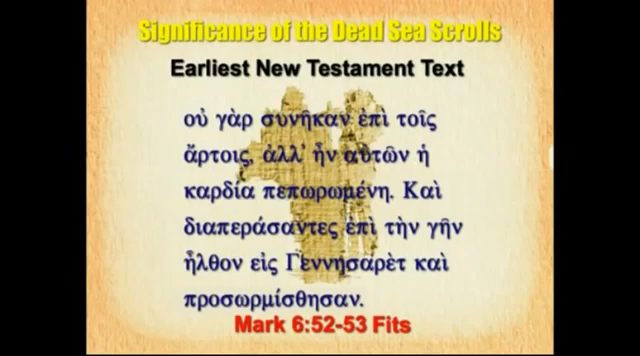 Significance of the Dead Sea Scrolls
Earliest New Testament Text
οὐ γὰρ συνῆκαν ἐπὶ τοῖς
ἄρτοις, ἀλλ’ ἦν αὐτῶν ἡ
καρδία πεπωρωμένη. Καὶ
διαπεράσαντες ἐπὶ τὴν γῆν
ἦλθον εἰς Γεννησαρὲτ καὶ
προσωρμίσθησαν.
Mark 6:52-53 Fits